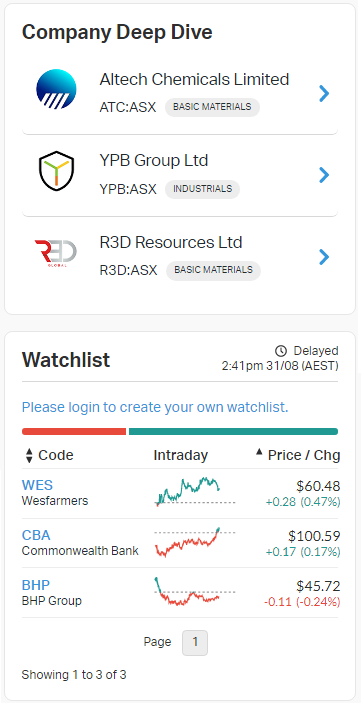 Company Deep Dive
Altech Chemicals Limited
ATC:ASX BASIC MATERIALS
YPB Group Ltd
YPB:ASX INDUSTRIALS
R3D
GLOBAL
R3D Resources Ltd
R3D:ASX BASIC MATERIALS
Watchlist
Delayed
2:41pm 31/08 (AEST)
Please login to create your own watchlist.
Code Intraday Price / Chg
WES $60.48
Wesfarmers +0.28 (0.47%)
CBA $100.59
Commonwealth Bank +0.17 (0.17%)
BHP $45.72
BHP Group -0.11 (-0.24%)
Page 1
Showing 1 to 3 of 3